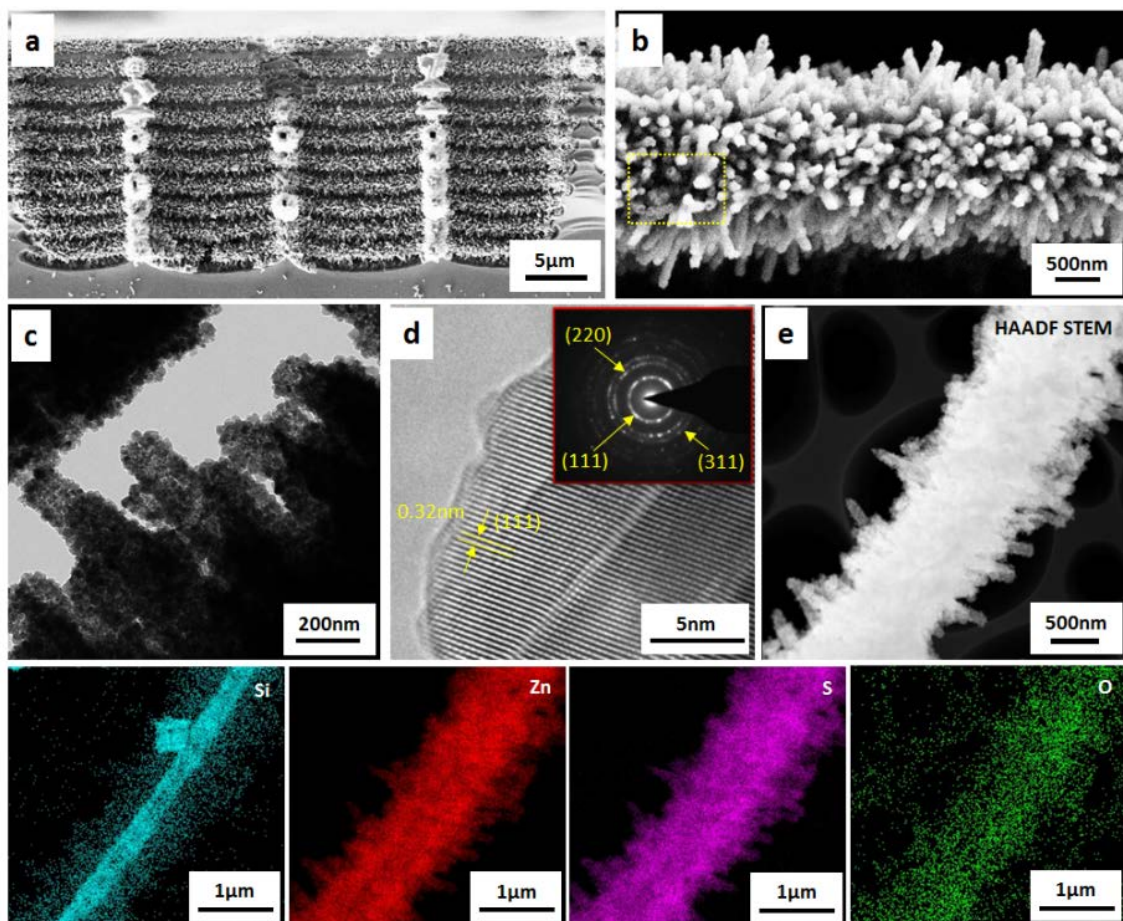 a
5μm
b
500nm
c
200nm
d
0.32nm
(111)
(220)
(111)
(311)
5nm
e
HAADF STEM
500nm
Si
1μm
Zn
1μm
S
1μm
O
1μm